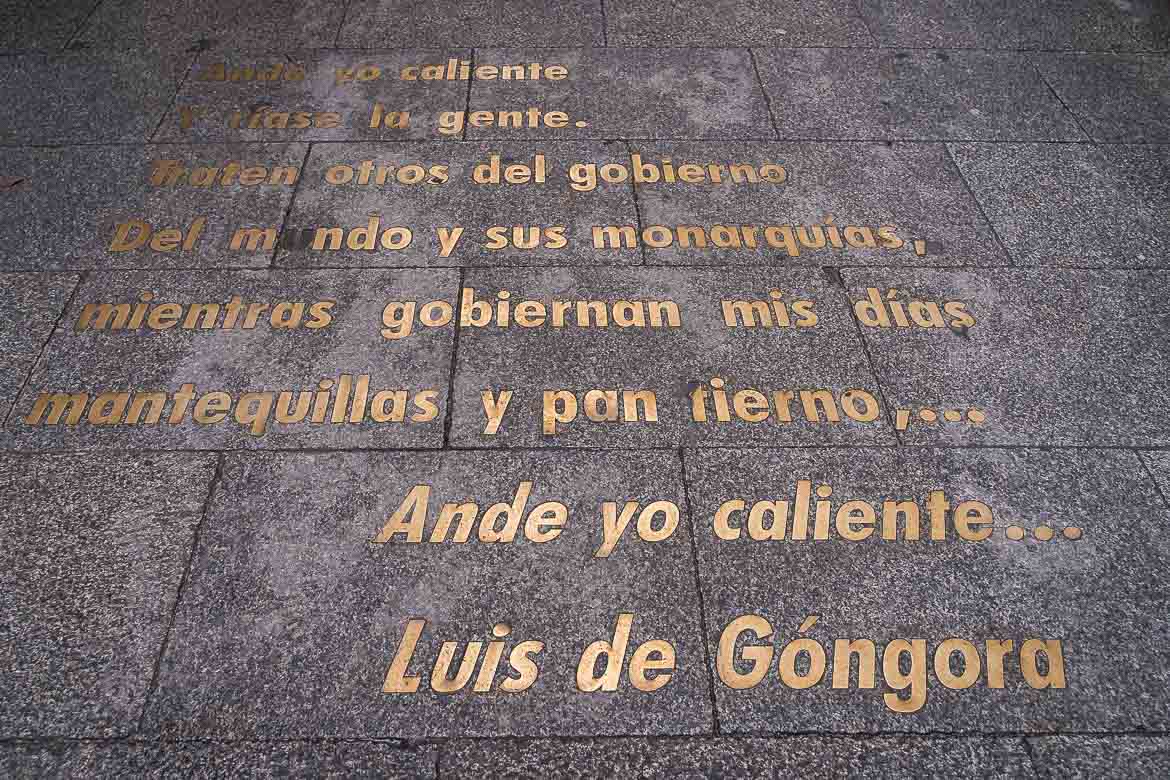 Ande yo caliente
Y ríase la gente.
Traten otros del gobierno
Del mundo y sus monarquías,
mientras gobiernan mis días
mantequillas y pan tierno,...
Ande yo caliente...
Luis de Góngora